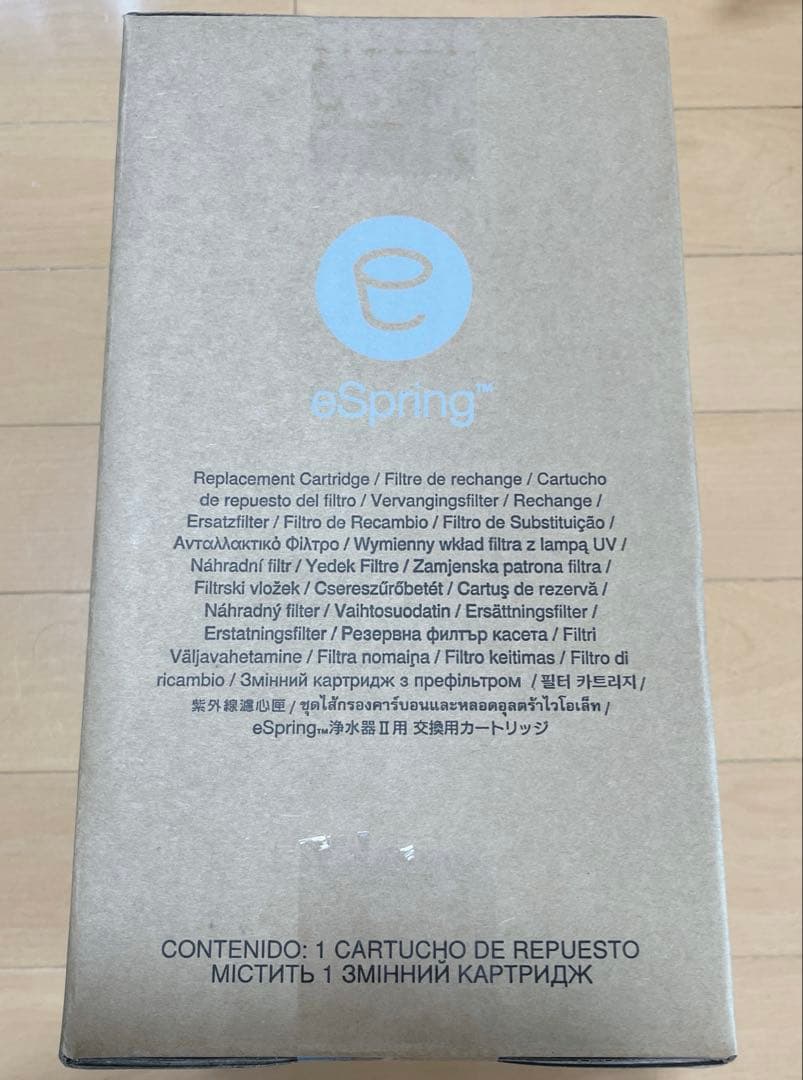 eSpring™
Replacement Cartridge / Filtre de rechange / Cartucho
de repuesto del filtro / Vervangingsfilter / Rechange /
Ersatzfilter / Filtro de Recambio / Filtro de Substituição /
Ανταλλακτικό Φίλτρο / Wymienny wkład filtra z lampą UV /
Náhradní filtr / Yedek Filtre / Zamjenska patrona filtra /
Filtrski vložek / Csereszűrőbetét / Cartuş de rezervă /
Náhradný filter / Vaihtosuodatin / Ersättningsfilter /
Erstatningsfilter / Резервна филтър касета / Filtri
Väljavahetamine / Filtra nomaiņa / Filtro keitimas / Filtro di
ricambio / Змінний картридж з префільтром / 필터 카트리지 /
紫外線濾心匣 / ชุดไส้กรองคาร์บอนและหลอดอุลตร้าไวโอเล็ท /
eSpring™浄水器Ⅱ用 交換用カートリッジ
CONTENIDO: 1 CARTUCHO DE REPUESTO
МІСТИТЬ 1 ЗМІННИЙ КАРТРИДЖ